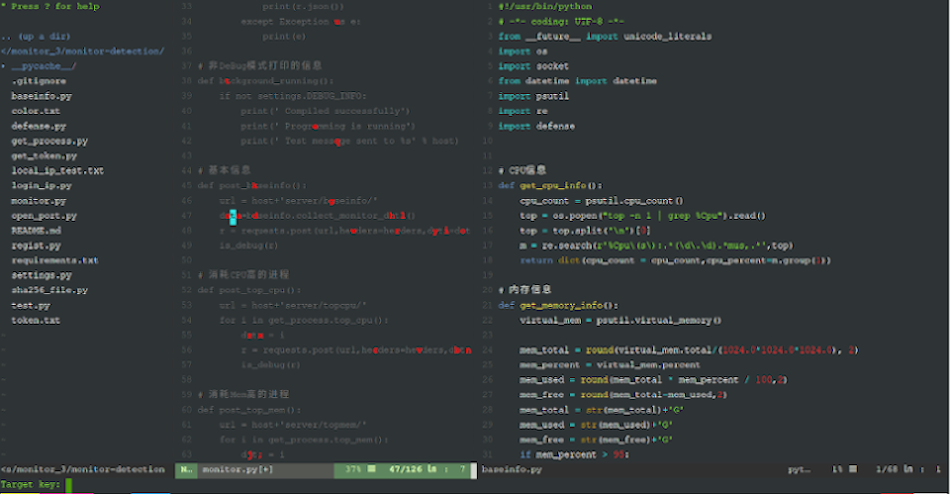 " Press ? for help
.. (up a dir)
</monitor_3/monitor-detection/
▸ __pycache__/
.gitignore
baseinfo.py
color.txt
defense.py
get_process.py
get_token.py
local_ip_test.txt
login_ip.py
monitor.py
open_port.py
README.md
regist.py
requirements.txt
settings.py
sha256_file.py
test.py
token.txt
<s/monitor_3/monitor-detection
33 print(r.json())
34 except Exception as e:
35 print(e)
36
37 # 非DeBug模式打印的信息
38 def background_running():
39 if not settings.DEBUG_INFO:
40 print(' Compiled successfully')
41 print(' Programing is running')
42 print(' Test message sent to %s' % host)
43
44 # 基本信息
45 def post_baseinfo():
46 url = host+'server/baseinfo/'
47 baseinfo.collect_monitor_
48 r = requests.post(url,
49 is_debug(r)
50
51 # 消耗CPU高的进程
52 def post_top_cpu():
53 url = host+'server/topcpu/'
54 for i in get_process.top_cpu():
55 = i
56 r = requests.post(url,
57 is_debug(r)
58
59 # 消耗Mem高的进程
60 def post_top_mem():
61 url = host+'server/topmem/'
62 for i in get_process.top_mem():
63 = i
N… monitor.py[+] 37% 47/126 : 7
1 #!/usr/bin/python
2 # -*- coding: UTF-8 -*-
3 from __future__ import unicode_literals
4 import os
5 import socket
6 from datetime import datetime
7 import psutil
8 import re
9 import defense
10
11
12 # CPU信息
13 def get_cpu_info():
14 cpu_count = psutil.cpu_count()
15 top = os.popen("top -n 1 | grep %Cpu").read()
16 top = top.split("\n")[0]
17 m = re.search(r'%Cpu\(s\):.*(\d\.\d).*mus,.*',top)
18 return dict(cpu_count = cpu_count,cpu_percent=m.group(1))
19
20 # 内存信息
21 def get_memory_info():
22 virtual_mem = psutil.virtual_memory()
23
24 mem_total = round(virtual_mem.total/(1024.0*1024.0*1024.0), 2)
25 mem_percent = virtual_mem.percent
26 mem_used = round(mem_total * mem_percent / 100,2)
27 mem_free = round(mem_total-mem_used,2)
28 mem_total = str(mem_total)+'G'
29 mem_used = str(mem_used)+'G'
30 mem_free = str(mem_free)+'G'
31 if mem_percent > 90:
baseinfo.py pyt… 1% 1/68 : 1
Target key: